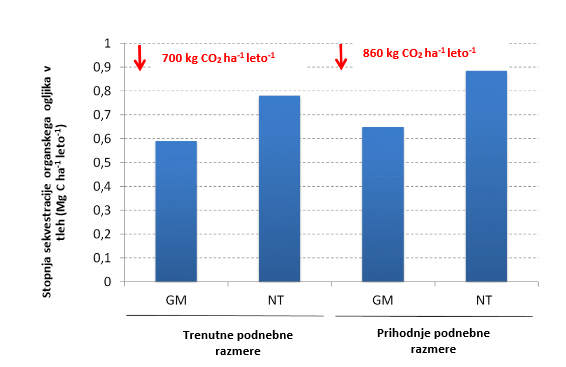 Stopnja sekvestracije organskega ogljika v
tleh (Mg C ha⁻¹ leto⁻¹)
1
0,9
0,8
0,7
0,6
0,5
0,4
0,3
0,2
0,1
0
700 kg CO₂ ha⁻¹ leto⁻¹
860 kg CO₂ ha⁻¹ leto⁻¹
GM
NT
GM
NT
Trenutne podnebne
razmere
Prihodnje podnebne
razmere